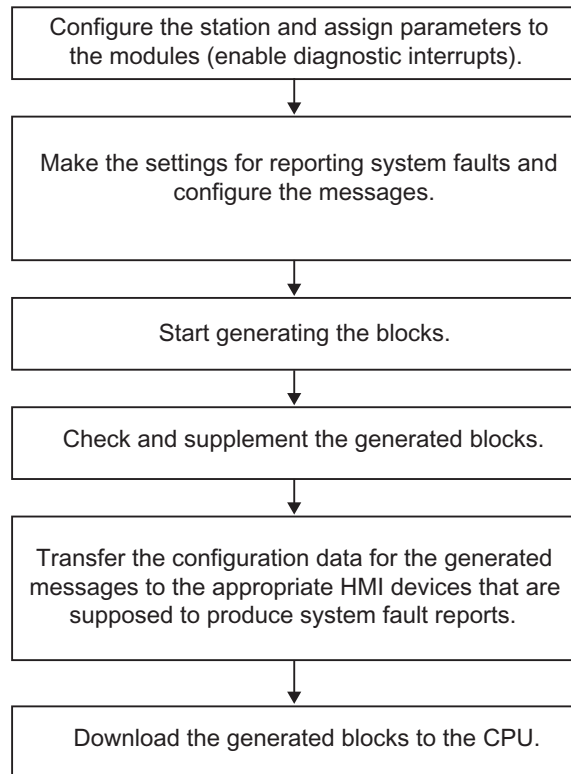 Configure the station and assign parameters to
the modules (enable diagnostic interrupts).
Make the settings for reporting system faults and
configure the messages.
Start generating the blocks.
Check and supplement the generated blocks.
Transfer the configuration data for the generated
messages to the appropriate HMI devices that are
supposed to produce system fault reports.
Download the generated blocks to the CPU.